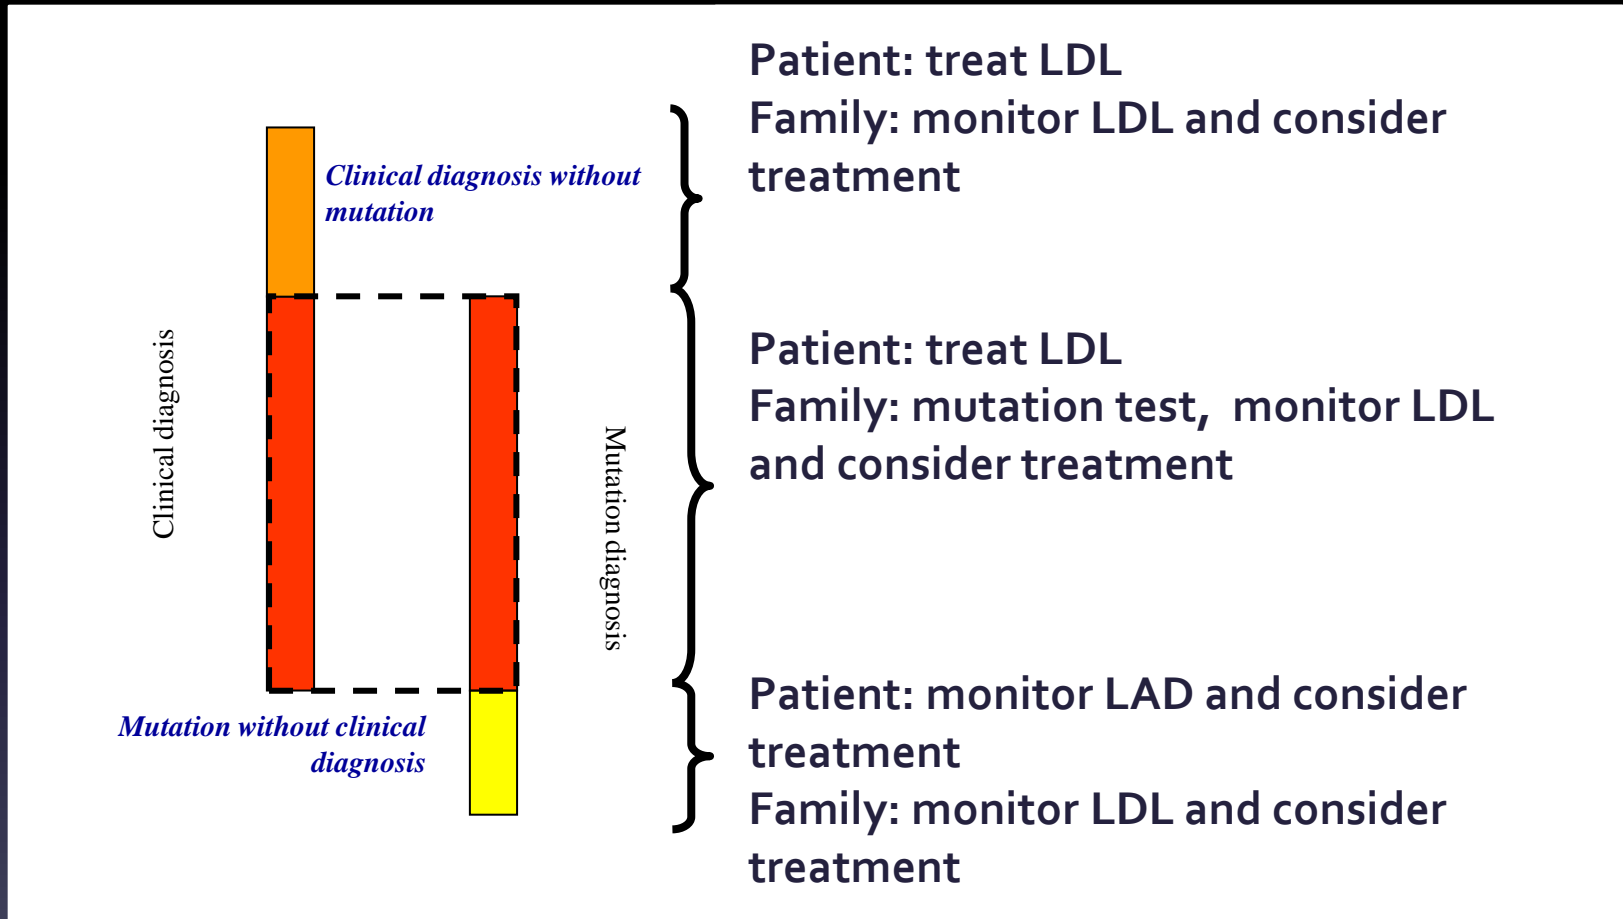 Patient: treat LDL
Family: monitor LDL and consider
treatment
Clinical diagnosis without
mutation
Clinical diagnosis
Patient: treat LDL
Family: mutation test, monitor LDL
and consider treatment
Mutation diagnosis
Mutation without clinical
diagnosis
Patient: monitor LAD and consider
treatment
Family: monitor LDL and consider
treatment